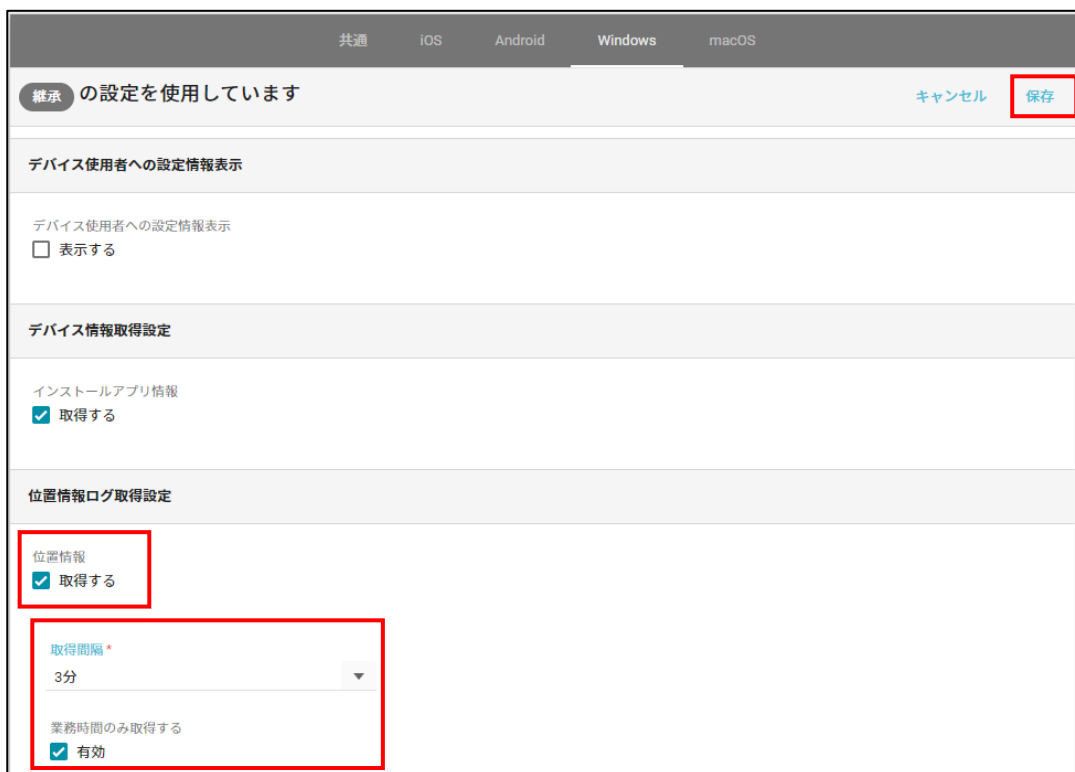 共通 iOS Android Windows macOS
継承 の設定を使用しています キャンセル 保存
デバイス使用者への設定情報表示
デバイス使用者への設定情報表示
表示する
デバイス情報取得設定
インストールアプリ情報
取得する
位置情報ログ取得設定
位置情報
取得する
取得間隔*
3分
業務時間のみ取得する
有効